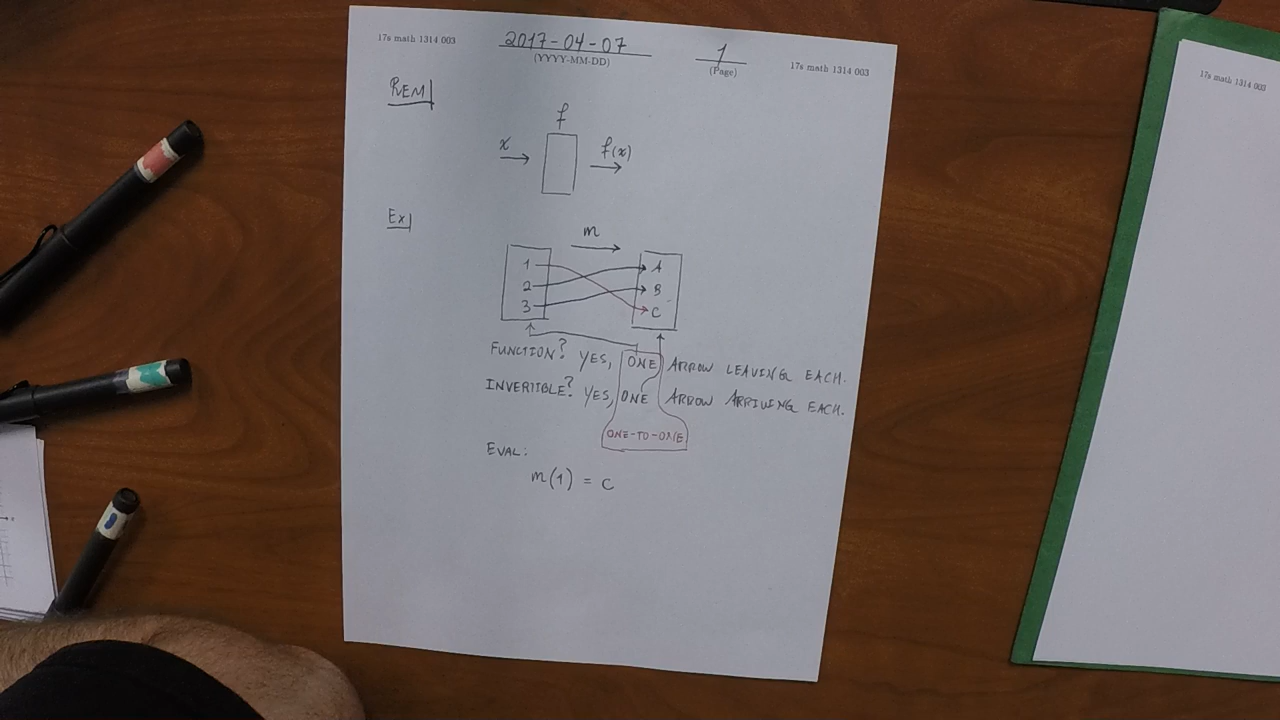 17s math 1314 003 2017-04-07 1 17s math 1314 003
(YYYY-MM-DD) (Page)
REM
f
x f(x)
Ex
m
1 A
2 B
3 C
FUNCTION? YES, ONE ARROW LEAVING EACH.
INVERTIBLE? YES, ONE ARROW ARRIVING EACH.
ONE-TO-ONE
EVAL:
m(1) = C
17s math 1314 003